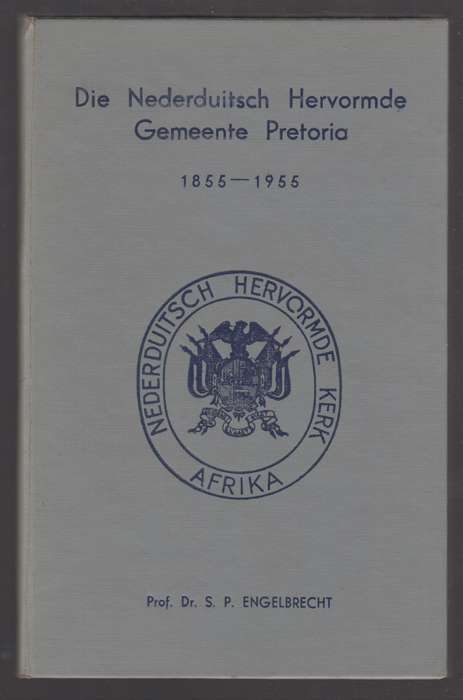 Die Nederduitsch Hervormde
Gemeente Pretoria
1855—1955
NEDERDUITSCH HERVORMDE KERK
AFRIKA
Prof. Dr. S. P. ENGELBRECHT